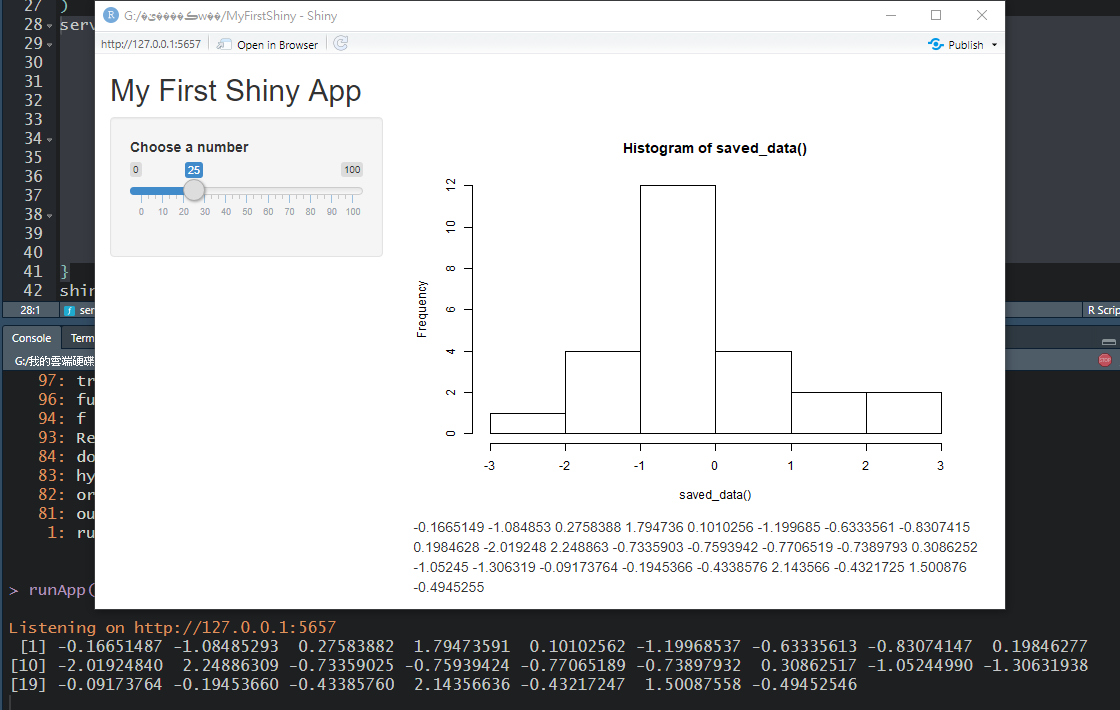 27 )
28 serv
29
30
31
32
33
34
35
36
37
38
39
40
41 }
42 shin
28:1 ser
R Scrip
Console Term
G:/我的雲端硬碟
97: tr
96: fu
94: f
93: Re
84: do
83: hy
82: or
81: ou
1: ru
> runApp(
MyFirstShiny - Shiny
http://127.0.0.1:5657 Open in Browser Publish
My First Shiny App
Choose a number
0 25 100
0 10 20 30 40 50 60 70 80 90 100
Histogram of saved_data()
Frequency
12
10
8
6
4
2
0
-3 -2 -1 0 1 2 3
saved_data()
-0.1665149 -1.084853 0.2758388 1.794736 0.1010256 -1.199685 -0.6333561 -0.8307415
0.1984628 -2.019248 2.248863 -0.7335903 -0.7593942 -0.7706519 -0.7389793 0.3086252
-1.05245 -1.306319 -0.09173764 -0.1945366 -0.4338576 2.143566 -0.4321725 1.500876
-0.4945255
Listening on http://127.0.0.1:5657
[1] -0.16651487 -1.08485293 0.27583882 1.79473591 0.10102562 -1.19968537 -0.63335613 -0.83074147 0.19846277
[10] -2.01924840 2.24886309 -0.73359025 -0.75939424 -0.77065189 -0.73897932 0.30862517 -1.05244990 -1.30631938
[19] -0.09173764 -0.19453660 -0.43385760 2.14356636 -0.43217247 1.50087558 -0.49452546